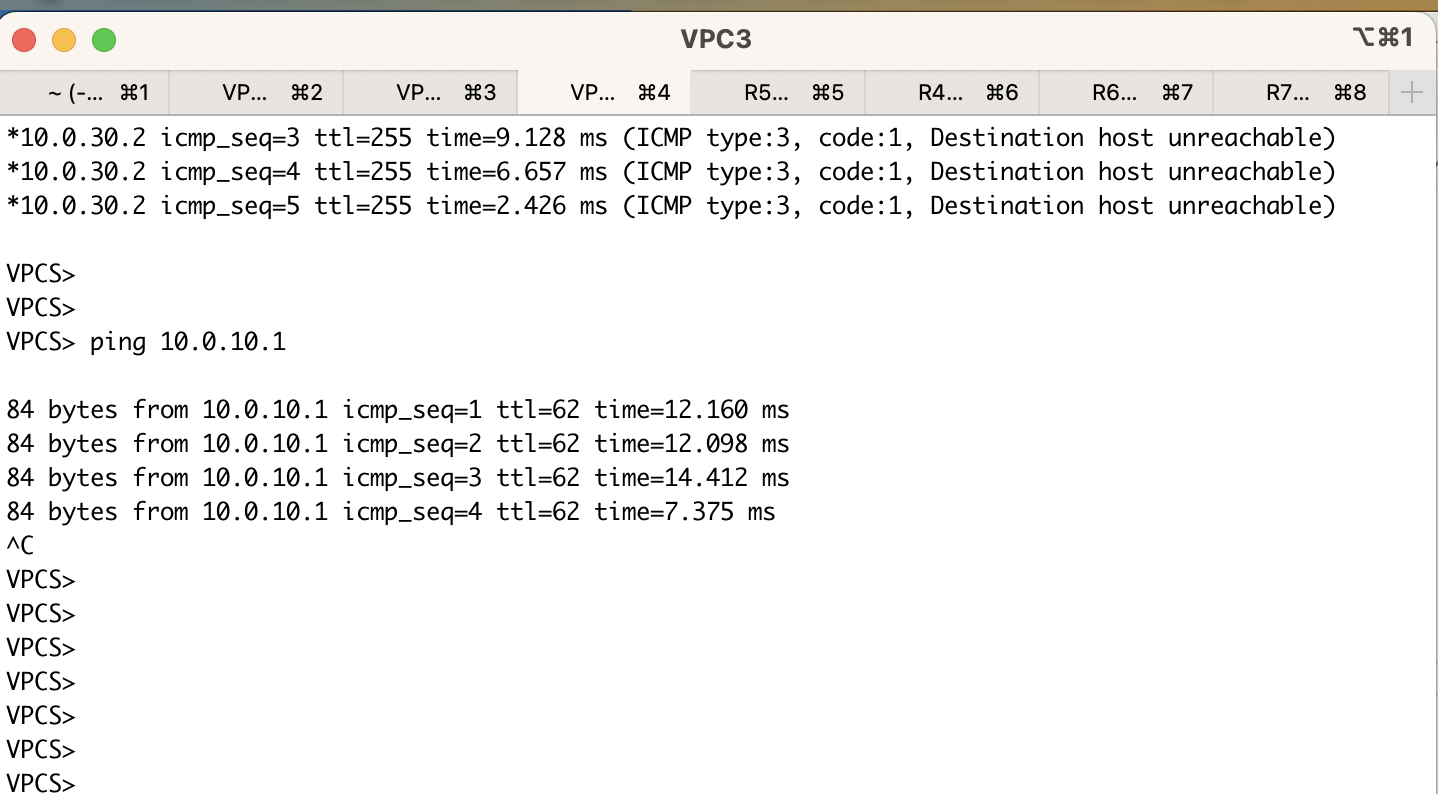 VPC3
⌥⌘1
~ (-... ⌘1 VP... ⌘2 VP... ⌘3 VP... ⌘4 R5... ⌘5 R4... ⌘6 R6... ⌘7 R7... ⌘8 +
*10.0.30.2 icmp_seq=3 ttl=255 time=9.128 ms (ICMP type:3, code:1, Destination host unreachable)
*10.0.30.2 icmp_seq=4 ttl=255 time=6.657 ms (ICMP type:3, code:1, Destination host unreachable)
*10.0.30.2 icmp_seq=5 ttl=255 time=2.426 ms (ICMP type:3, code:1, Destination host unreachable)
VPCS>
VPCS>
VPCS> ping 10.0.10.1
84 bytes from 10.0.10.1 icmp_seq=1 ttl=62 time=12.160 ms
84 bytes from 10.0.10.1 icmp_seq=2 ttl=62 time=12.098 ms
84 bytes from 10.0.10.1 icmp_seq=3 ttl=62 time=14.412 ms
84 bytes from 10.0.10.1 icmp_seq=4 ttl=62 time=7.375 ms
^C
VPCS>
VPCS>
VPCS>
VPCS>
VPCS>
VPCS>
VPCS>